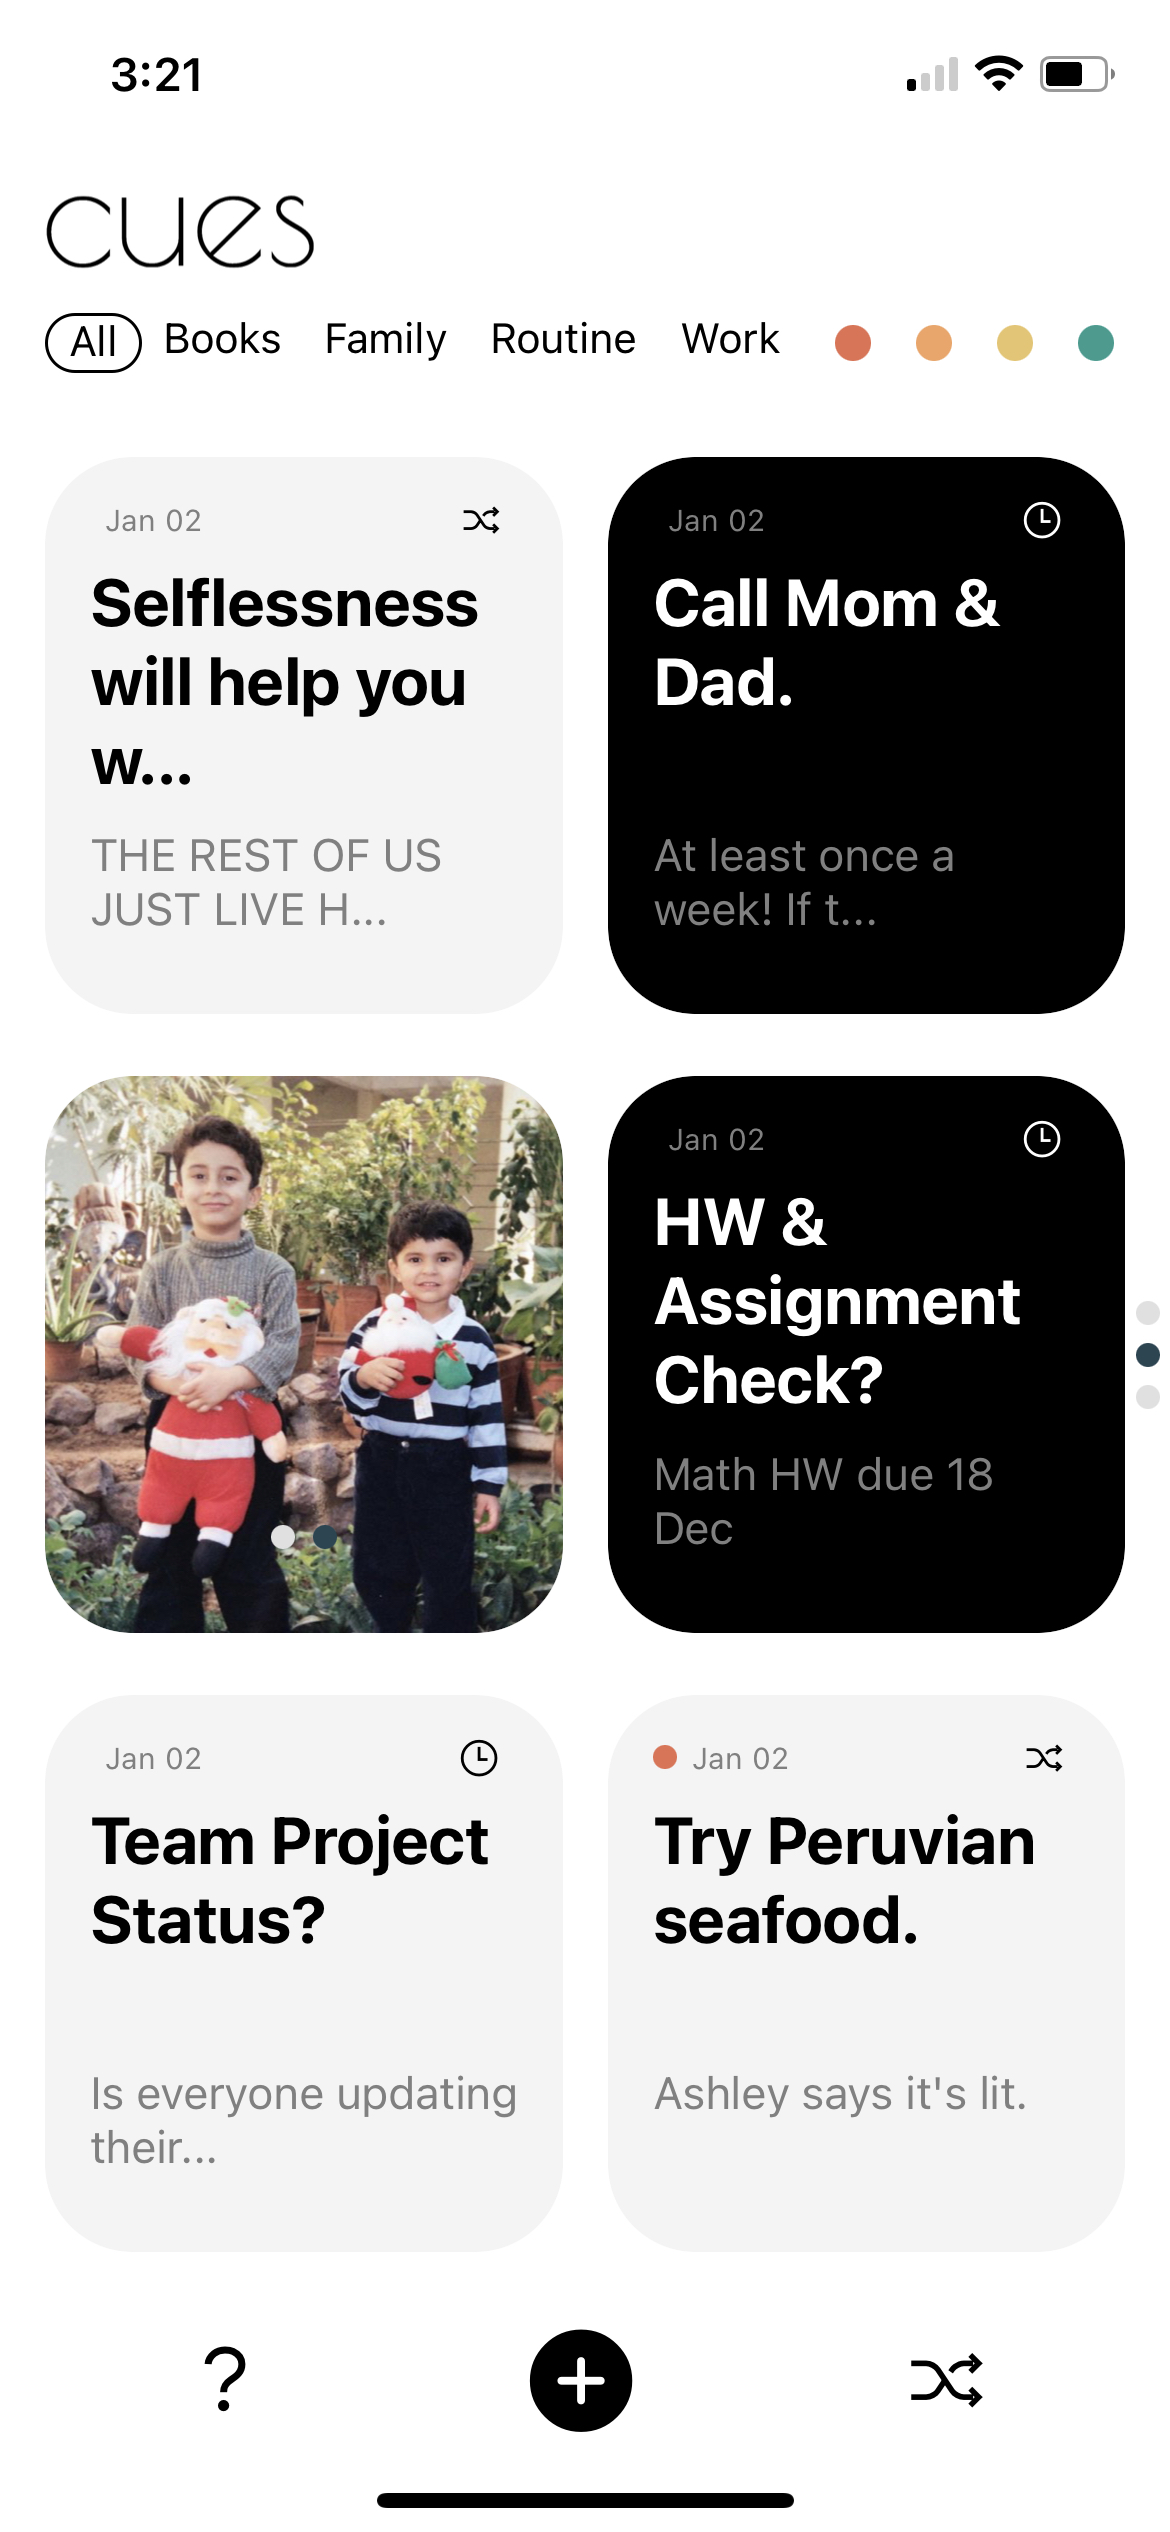 3:21
cues
All Books Family Routine Work
Jan 02
Selflessness
will help you
w...
THE REST OF US
JUST LIVE H...
Jan 02
Call Mom &
Dad.
At least once a
week! If t...
Jan 02
HW &
Assignment
Check?
Math HW due 18
Dec
Jan 02
Team Project
Status?
Is everyone updating
their...
Jan 02
Try Peruvian
seafood.
Ashley says it's lit.
?